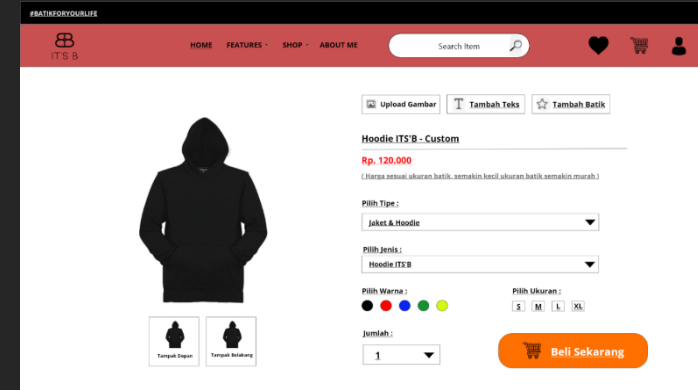 #BATIKFORYOURLIFE
IT'S B
HOME FEATURES SHOP ABOUT ME
Search Item
Upload Gambar
Tambah Teks
Tambah Batik
Hoodie ITS'B - Custom
Rp. 120.000
( Harga sesuai ukuran batik, semakin kecil ukuran batik semakin murah )
Pilih Tipe :
Jaket & Hoodie
Pilih Jenis :
Hoodie ITS'B
Pilih Warna :
Pilih Ukuran :
S M L XL
Jumlah :
1
Beli Sekarang
Tampak Depan
Tampak Belakang